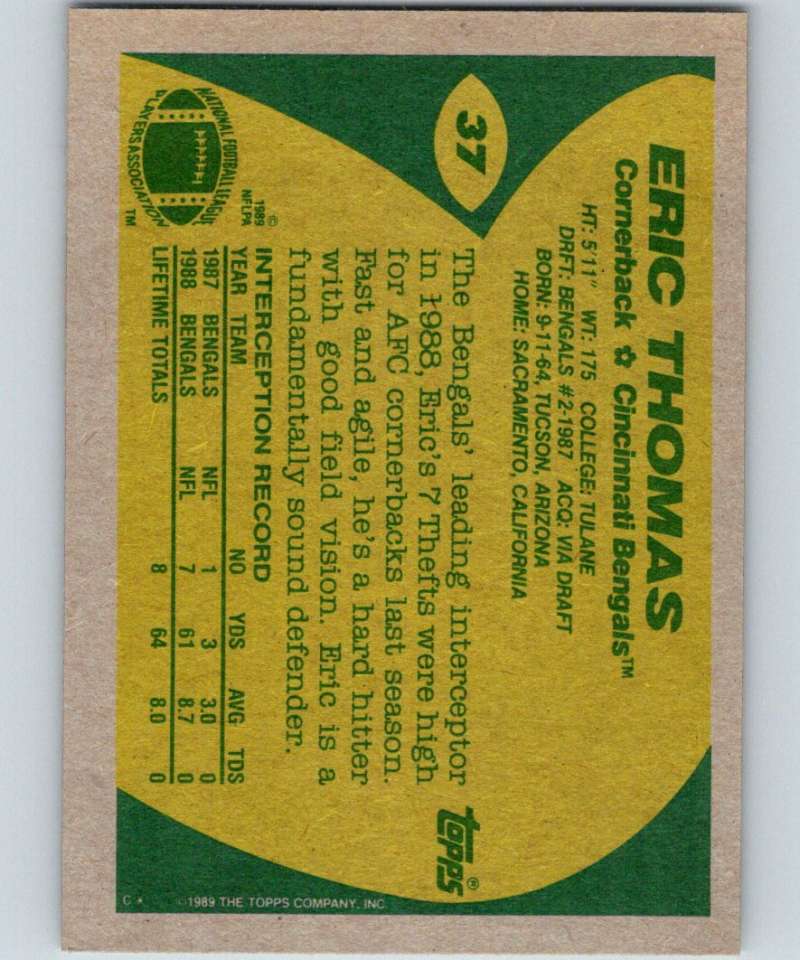 37
ERIC THOMAS
Cornerback ✿ Cincinnati Bengals™
HT: 5'11" WT: 175 COLLEGE: TULANE
DRFT: BENGALS #2-1987 ACQ: VIA DRAFT
BORN: 9-11-64, TUCSON, ARIZONA
HOME: SACRAMENTO, CALIFORNIA
The Bengals' leading interceptor
in 1988, Eric's 7 Thefts were high
for AFC cornerbacks last season.
Fast and agile, he's a hard hitter
with good field vision. Eric is a
fundamentally sound defender.
topps®
NATIONAL FOOTBALL LEAGUE
PLAYERS ASSOCIATION
™
©
1989
NFLPA
INTERCEPTION RECORD
YEAR TEAM NO YDS AVG TDS
1987 BENGALS NFL 1 3 3.0 0
1988 BENGALS NFL 7 61 8.7 0
LIFETIME TOTALS 8 64 8.0 0
C * ©1989 THE TOPPS COMPANY, INC.